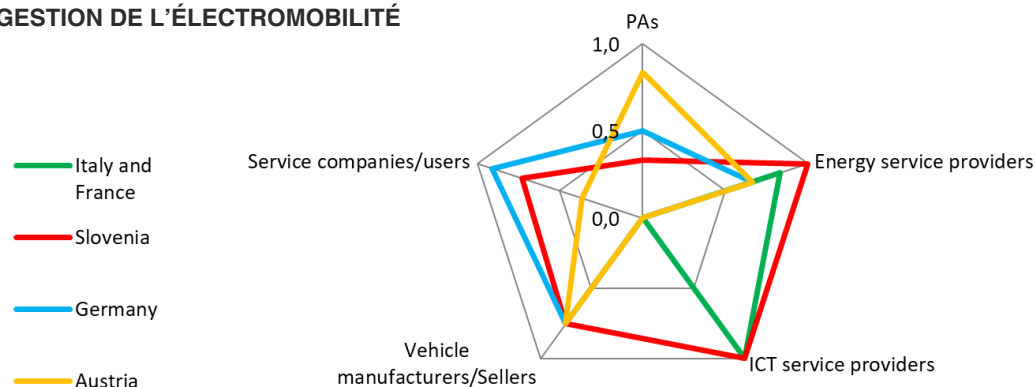 GESTION DE L'ÉLECTROMOBILITÉ
PAs
1,0
0,5
0,0
Energy service providers
ICT service providers
Vehicle
manufacturers/Sellers
Service companies/users
Italy and
France
Slovenia
Germany
Austria